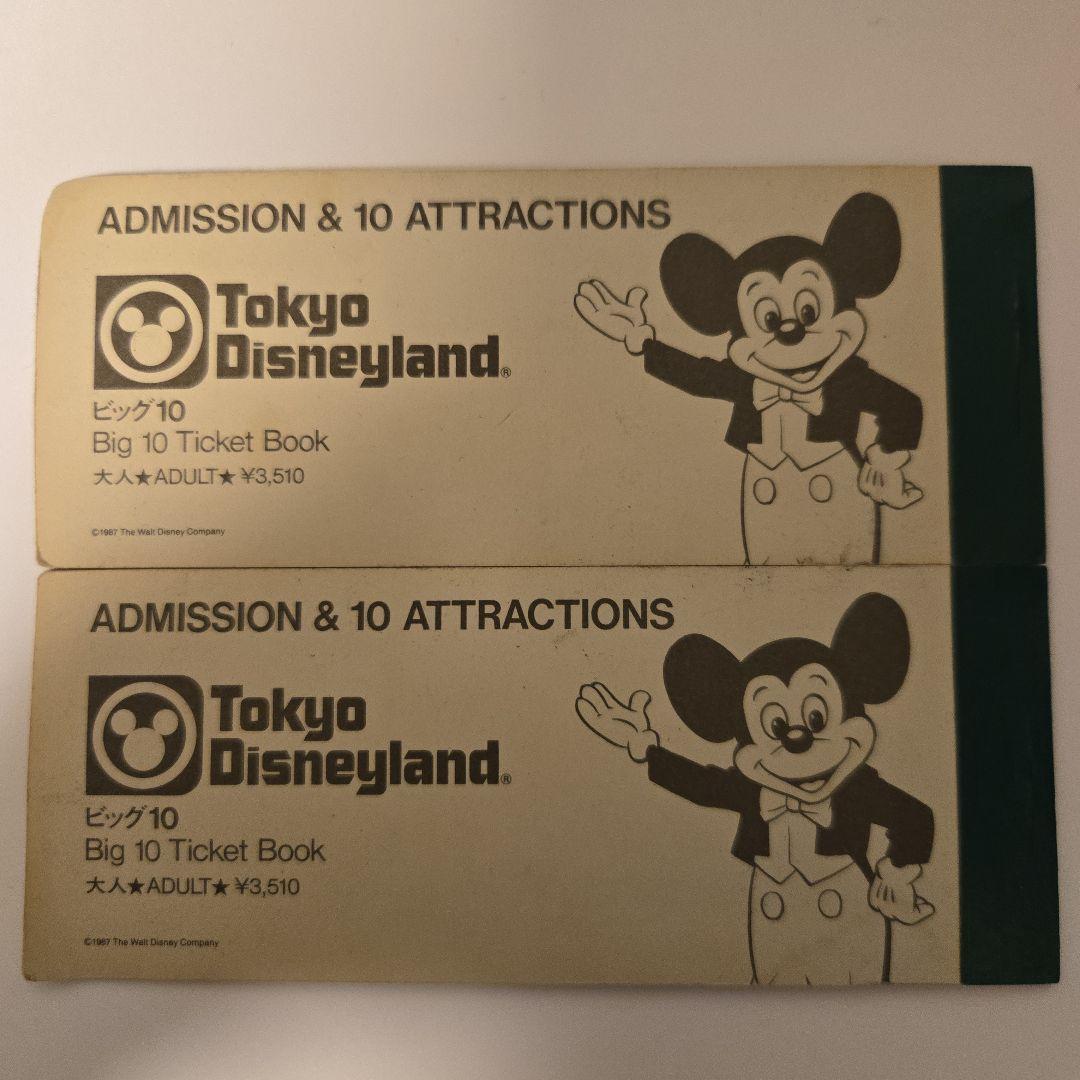 ADMISSION & 10 ATTRACTIONS
Tokyo
Disneyland®
ビッグ10
Big 10 Ticket Book
大人★ADULT★¥3,510
©1987 The Walt Disney Company
ADMISSION & 10 ATTRACTIONS
Tokyo
Disneyland®
ビッグ10
Big 10 Ticket Book
大人★ADULT★¥3,510
©1987 The Walt Disney Company